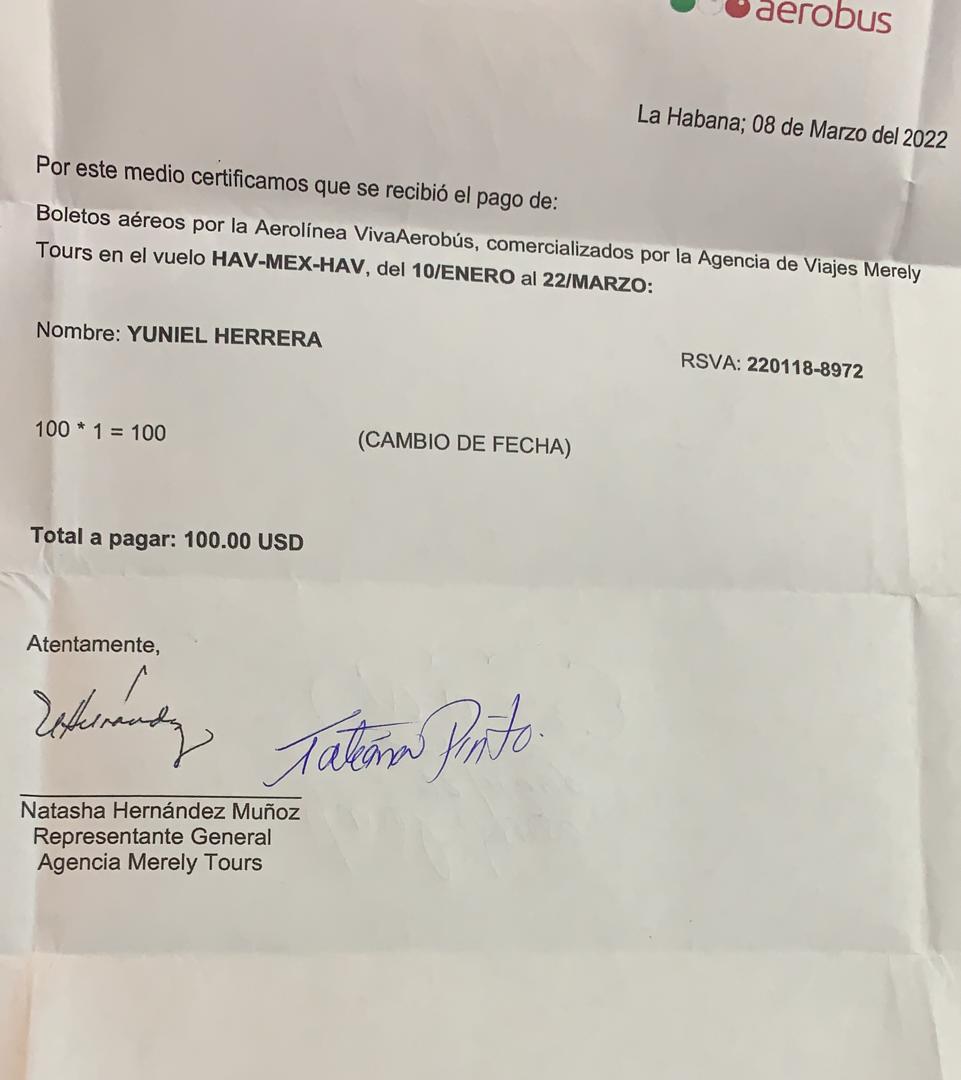 aerobus
La Habana; 08 de Marzo del 2022
Por este medio certificamos que se recibió el pago de:
Boletos aéreos por la Aerolínea VivaAerobús, comercializados por la Agencia de Viajes Merely
Tours en el vuelo HAV-MEX-HAV, del 10/ENERO al 22/MARZO:
Nombre: YUNIEL HERRERA
RSVA: 220118-8972
100 * 1 = 100
(CAMBIO DE FECHA)
Total a pagar: 100.00 USD
Atentamente,
Tatiana Pinto.
Natasha Hernández Muñoz
Representante General
Agencia Merely Tours